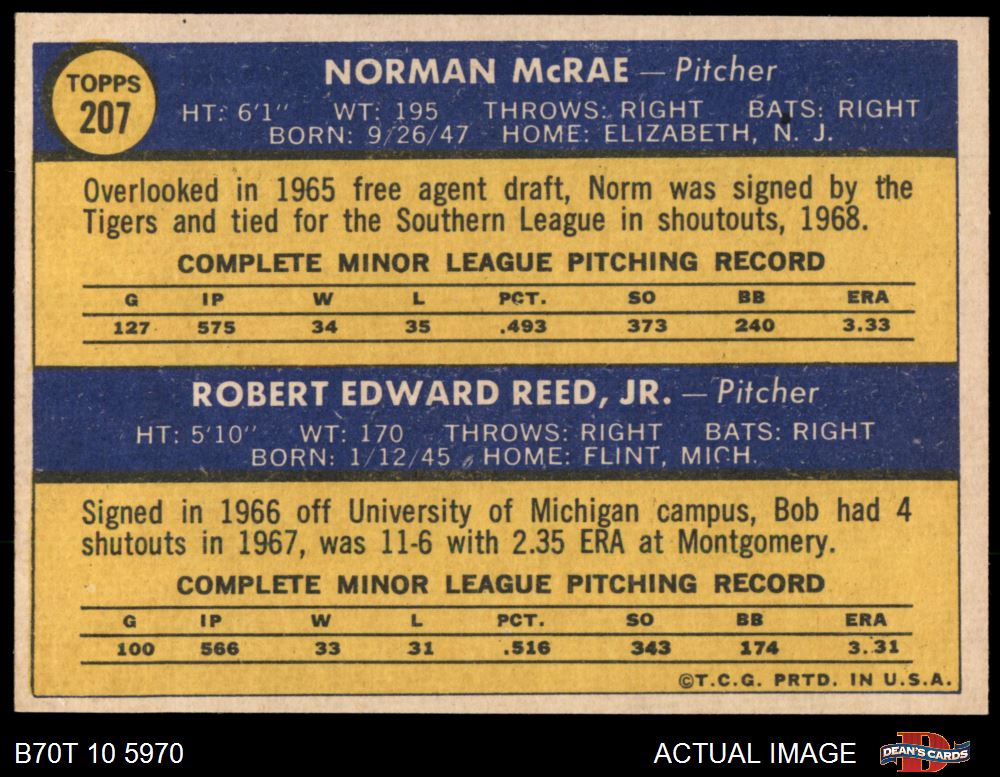 TOPPS
207
NORMAN McRAE — Pitcher
HT: 6'1" WT: 195 THROWS: RIGHT BATS: RIGHT
BORN: 9/26/47 HOME: ELIZABETH, N. J.
Overlooked in 1965 free agent draft, Norm was signed by the
Tigers and tied for the Southern League in shoutouts, 1968.
COMPLETE MINOR LEAGUE PITCHING RECORD
G IP W L PCT. SO BB ERA
127 575 34 35 .493 373 240 3.33
ROBERT EDWARD REED, JR. — Pitcher
HT: 5'10" WT: 170 THROWS: RIGHT BATS: RIGHT
BORN: 1/12/45 HOME: FLINT, MICH.
Signed in 1966 off University of Michigan campus, Bob had 4
shutouts in 1967, was 11-6 with 2.35 ERA at Montgomery.
COMPLETE MINOR LEAGUE PITCHING RECORD
G IP W L PCT. SO BB ERA
100 566 33 31 .516 343 174 3.31
©T.C.G. PRTD. IN U.S.A.
B70T 10 5970 ACTUAL IMAGE DEAN'S CARDS